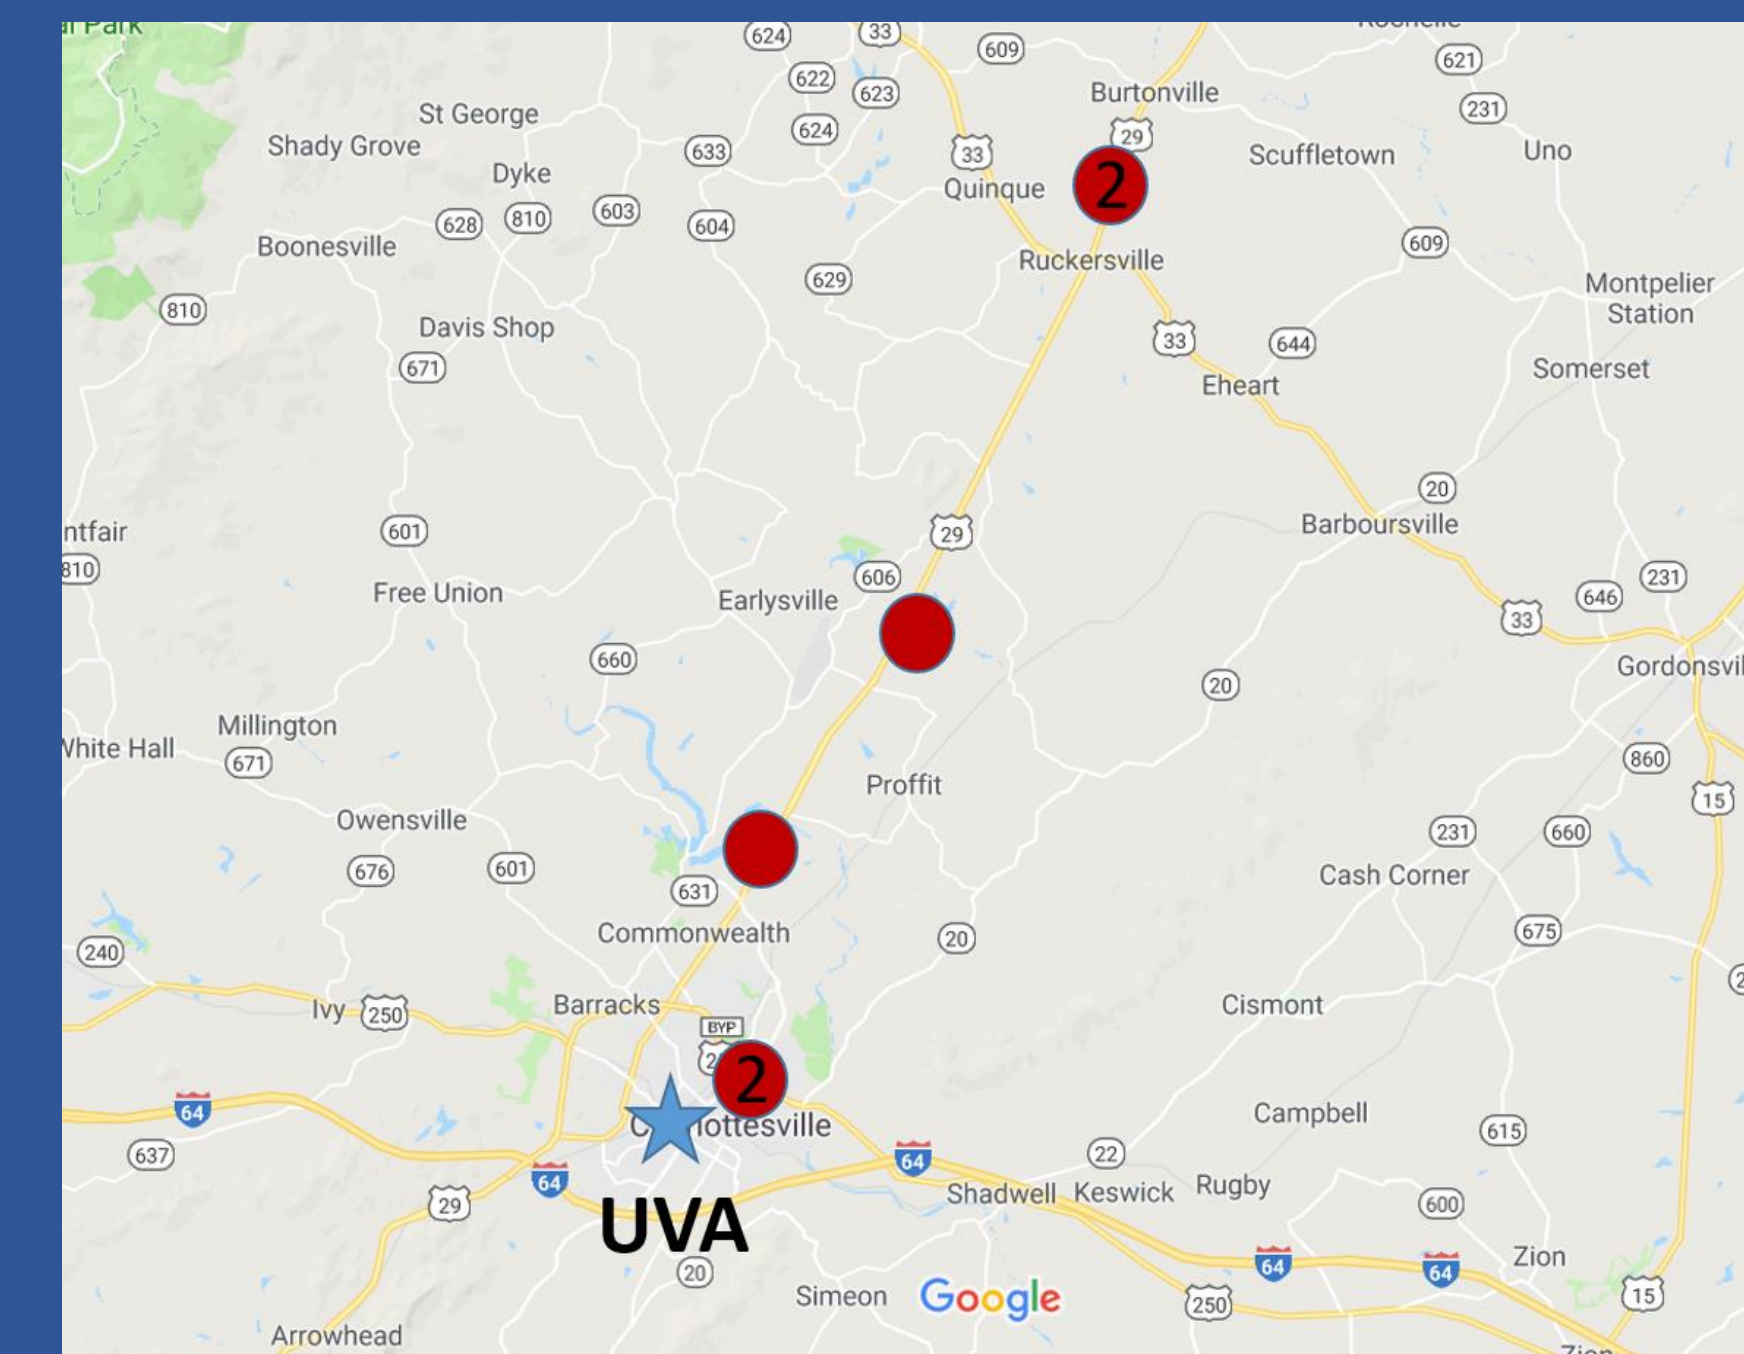 624
33
609
621
622
623
Burtonville
231
St George
29
Shady Grove
633
624
33
Scuffletown
Uno
Dyke
Quinque
2
628
810
603
604
609
Boonesville
Ruckersville
629
Montpelier
Station
810
Davis Shop
33
644
671
Eheart
Somerset
20
601
29
Barboursville
ntfair
810
606
231
Free Union
Earlysville
646
33
660
Gordonsvil
20
Millington
White Hall
671
860
Proffit
15
Owensville
231
660
676
601
631
Cash Corner
Commonwealth
675
240
20
Ivy
250
Barracks
Cismont
BYP
2
64
Campbell
lottesville
615
637
64
22
64
29
Shadwell
Keswick
Rugby
600
UVA
Zion
20
64
64
Simeon
Google
250
15
Arrowhead